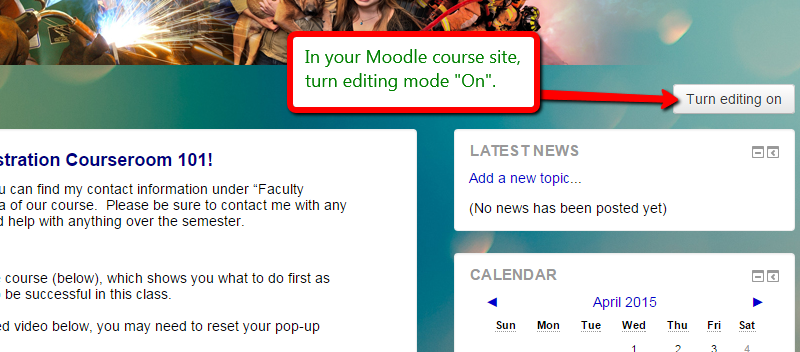 In your Moodle course site,
turn editing mode "On".
Turn editing on
stration Courseroom 101!
u can find my contact information under “Faculty
a of our course.  Please be sure to contact me with any
d help with anything over the semester.
course (below), which shows you what to do first as
be successful in this class.
ed video below, you may need to reset your pop-up
LATEST NEWS
Add a new topic...
(No news has been posted yet)
CALENDAR
◄ April 2015 ►
Sun Mon Tue Wed Thu Fri Sat
1 2 3 4